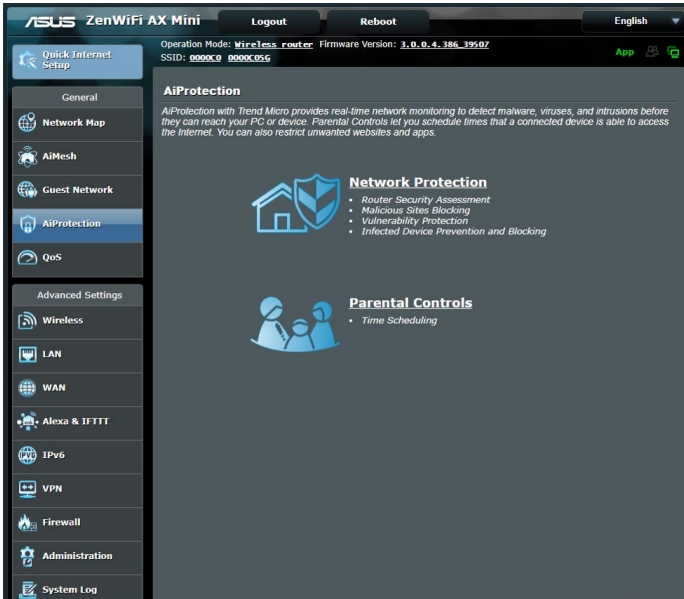 ASUS ZenWiFi AX Mini
Logout
Reboot
English
Quick Internet
Setup
Operation Mode: Wireless router Firmware Version: 3.0.0.4.386_39507
SSID: 0000C0 0000C05G
App
General
Network Map
AiMesh
Guest Network
AiProtection
QoS
Advanced Settings
Wireless
LAN
WAN
Alexa & IFTTT
IPv6
VPN
Firewall
Administration
System Log
AiProtection
AiProtection with Trend Micro provides real-time network monitoring to detect malware, viruses, and intrusions before
they can reach your PC or device. Parental Controls let you schedule times that a connected device is able to access
the Internet. You can also restrict unwanted websites and apps.
Network Protection
• Router Security Assessment
• Malicious Sites Blocking
• Vulnerability Protection
• Infected Device Prevention and Blocking
Parental Controls
• Time Scheduling